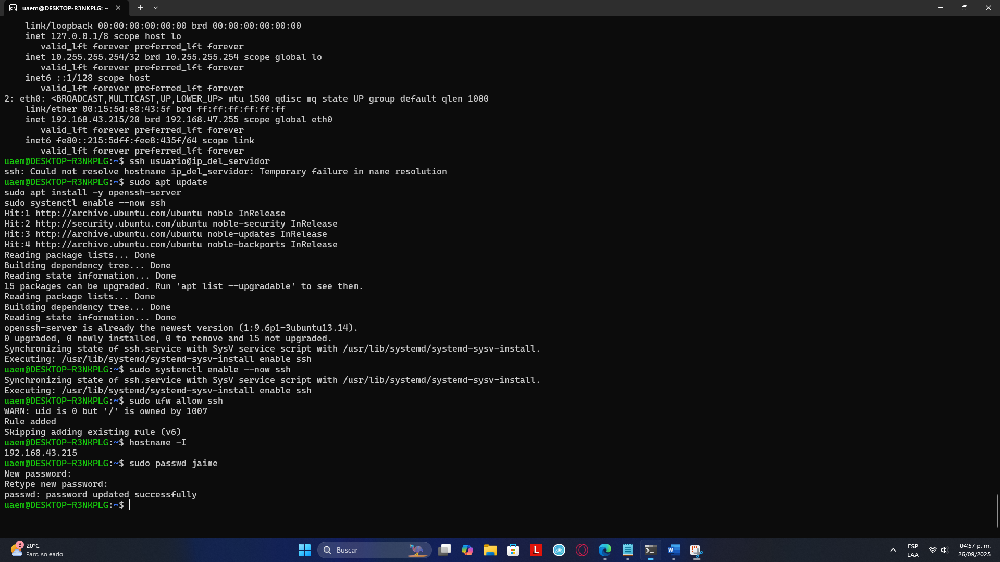 uaem@DESKTOP-R3NKPLG: ~
link/loopback 00:00:00:00:00:00 brd 00:00:00:00:00:00
inet 127.0.0.1/8 scope host lo
valid_lft forever preferred_lft forever
inet 10.255.255.254/32 brd 10.255.255.254 scope global lo
valid_lft forever preferred_lft forever
inet6 ::1/128 scope host
valid_lft forever preferred_lft forever
2: eth0: <BROADCAST,MULTICAST,UP,LOWER_UP> mtu 1500 qdisc mq state UP group default qlen 1000
link/ether 00:15:5d:e8:43:5f brd ff:ff:ff:ff:ff:ff
inet 192.168.43.215/20 brd 192.168.47.255 scope global eth0
valid_lft forever preferred_lft forever
inet6 fe80::215:5dff:fee8:435f/64 scope link
valid_lft forever preferred_lft forever
uaem@DESKTOP-R3NKPLG:~$ ssh usuario@ip_del_servidor
ssh: Could not resolve hostname ip_del_servidor: Temporary failure in name resolution
uaem@DESKTOP-R3NKPLG:~$ sudo apt update
sudo apt install -y openssh-server
sudo systemctl enable --now ssh
Hit:1 http://archive.ubuntu.com/ubuntu noble InRelease
Hit:2 http://security.ubuntu.com/ubuntu noble-security InRelease
Hit:3 http://archive.ubuntu.com/ubuntu noble-updates InRelease
Hit:4 http://archive.ubuntu.com/ubuntu noble-backports InRelease
Reading package lists... Done
Building dependency tree... Done
Reading state information... Done
15 packages can be upgraded. Run 'apt list --upgradable' to see them.
Reading package lists... Done
Building dependency tree... Done
Reading state information... Done
openssh-server is already the newest version (1:9.6p1-3ubuntu13.14).
0 upgraded, 0 newly installed, 0 to remove and 15 not upgraded.
Synchronizing state of ssh.service with SysV service script with /usr/lib/systemd/systemd-sysv-install.
Executing: /usr/lib/systemd/systemd-sysv-install enable ssh
uaem@DESKTOP-R3NKPLG:~$ sudo systemctl enable --now ssh
Synchronizing state of ssh.service with SysV service script with /usr/lib/systemd/systemd-sysv-install.
Executing: /usr/lib/systemd/systemd-sysv-install enable ssh
uaem@DESKTOP-R3NKPLG:~$ sudo ufw allow ssh
WARN: uid is 0 but '/' is owned by 1007
Rule added
Skipping adding existing rule (v6)
uaem@DESKTOP-R3NKPLG:~$ hostname -I
192.168.43.215
uaem@DESKTOP-R3NKPLG:~$ sudo passwd jaime
New password:
Retype new password:
passwd: password updated successfully
uaem@DESKTOP-R3NKPLG:~$
3
20°C
Parc. soleado
Buscar
L
W
ESP
LAA
04:57 p. m.
26/09/2025